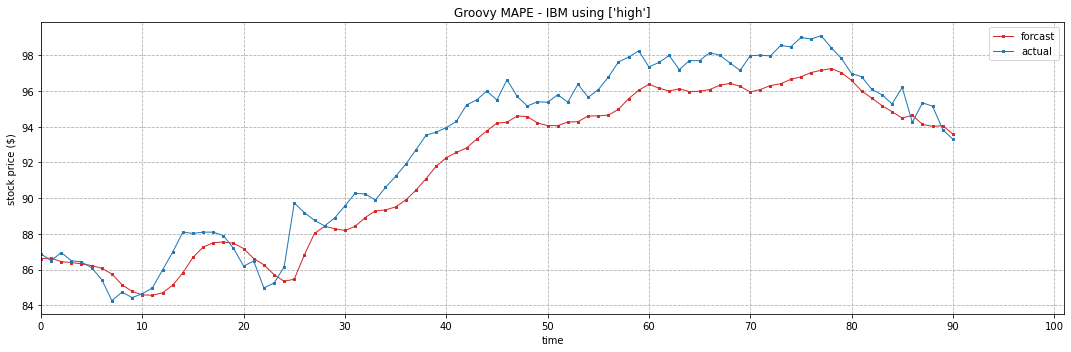 Groovy MAPE - IBM using ['high']
forcast
actual
stock price ($)
98
96
94
92
90
88
86
84
0 10 20 30 40 50 60 70 80 90 100
time